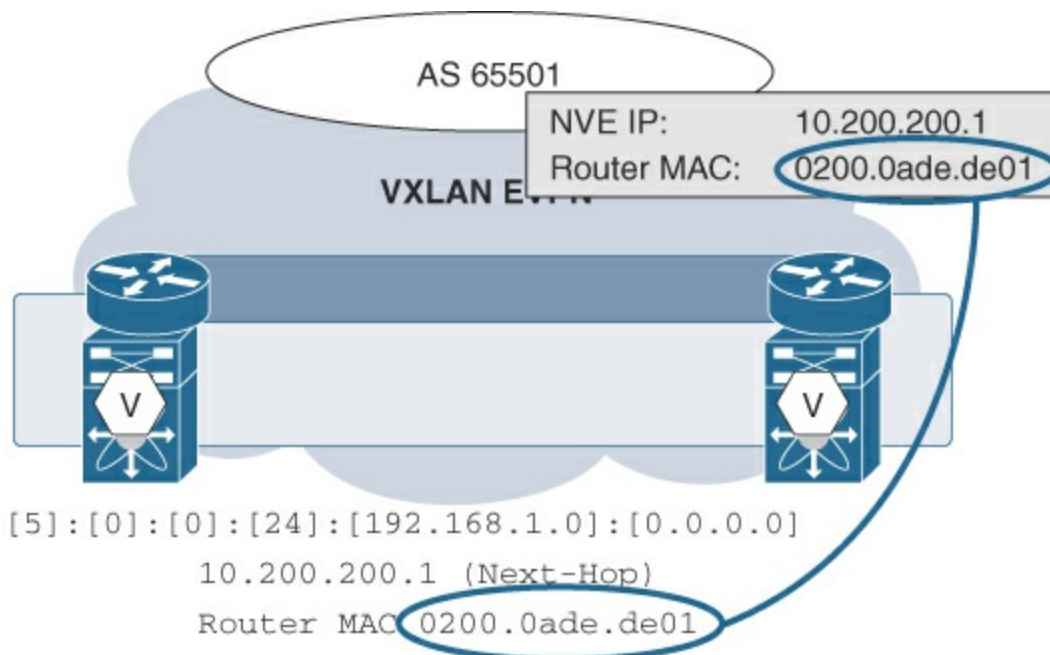 AS 65501
NVE IP: 10.200.200.1
Router MAC: 0200.0ade.de01
VXLAN EVPN
V V
[5]:[0]:[0]:[24]:[192.168.1.0]:[0.0.0.0]
10.200.200.1 (Next-Hop)
Router MAC 0200.0ade.de01